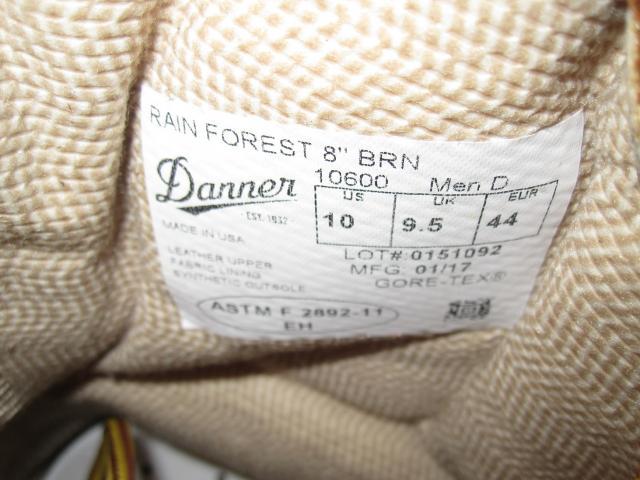 RAIN FOREST 8" BRN
10600 Men D
Danner
EST. 1932
US UK EUR
10 9.5 44
MADE IN USA
LOT#:0151092
MFG: 01/17
GORE-TEX®
LEATHER UPPER
FABRIC LINING
SYNTHETIC OUTSOLE
ASTM F 2892-11
EH